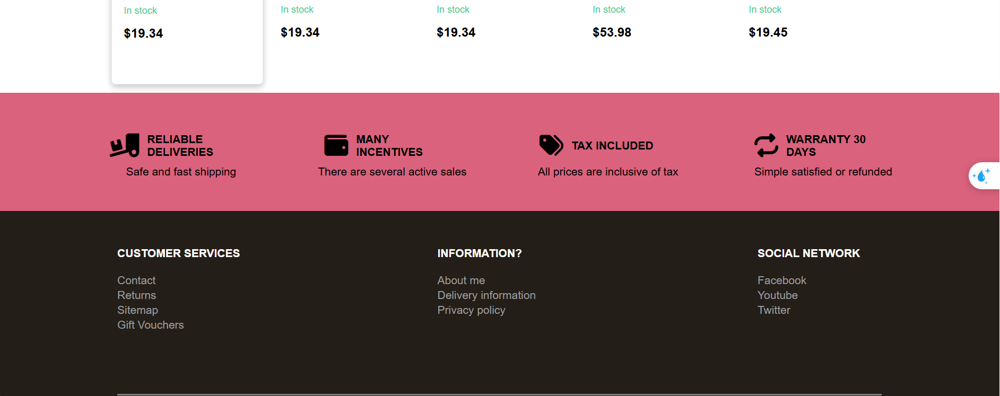 In stock
In stock
In stock
In stock
In stock
$19.34
$19.34
$19.34
$53.98
$19.45
RELIABLE
DELIVERIES
Safe and fast shipping
MANY
INCENTIVES
There are several active sales
TAX INCLUDED
All prices are inclusive of tax
WARRANTY 30
DAYS
Simple satisfied or refunded
CUSTOMER SERVICES
Contact
Returns
Sitemap
Gift Vouchers
INFORMATION?
About me
Delivery information
Privacy policy
SOCIAL NETWORK
Facebook
Youtube
Twitter